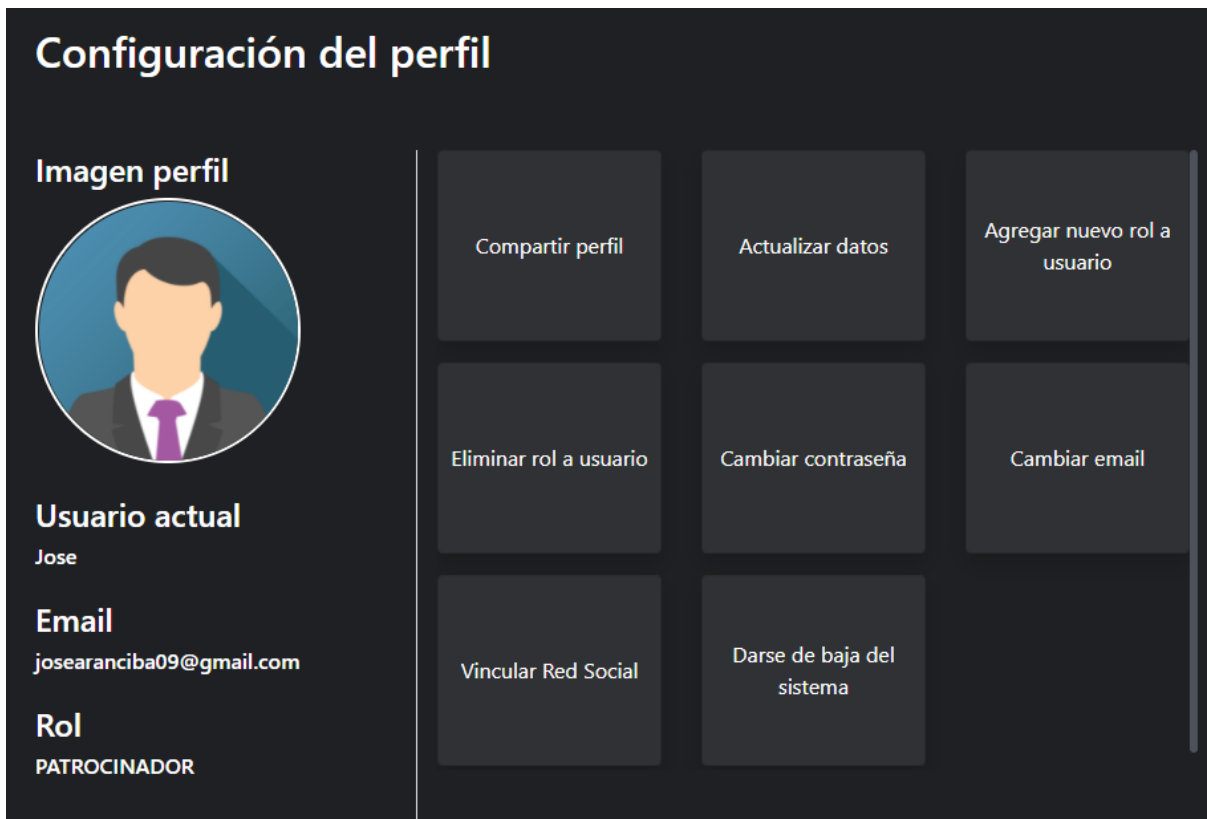 Configuración del perfil
Imagen perfil
Usuario actual
Jose
Email
josearanciba09@gmail.com
Rol
PATROCINADOR
Compartir perfil
Actualizar datos
Agregar nuevo rol a
usuario
Eliminar rol a usuario
Cambiar contraseña
Cambiar email
Vincular Red Social
Darse de baja del
sistema